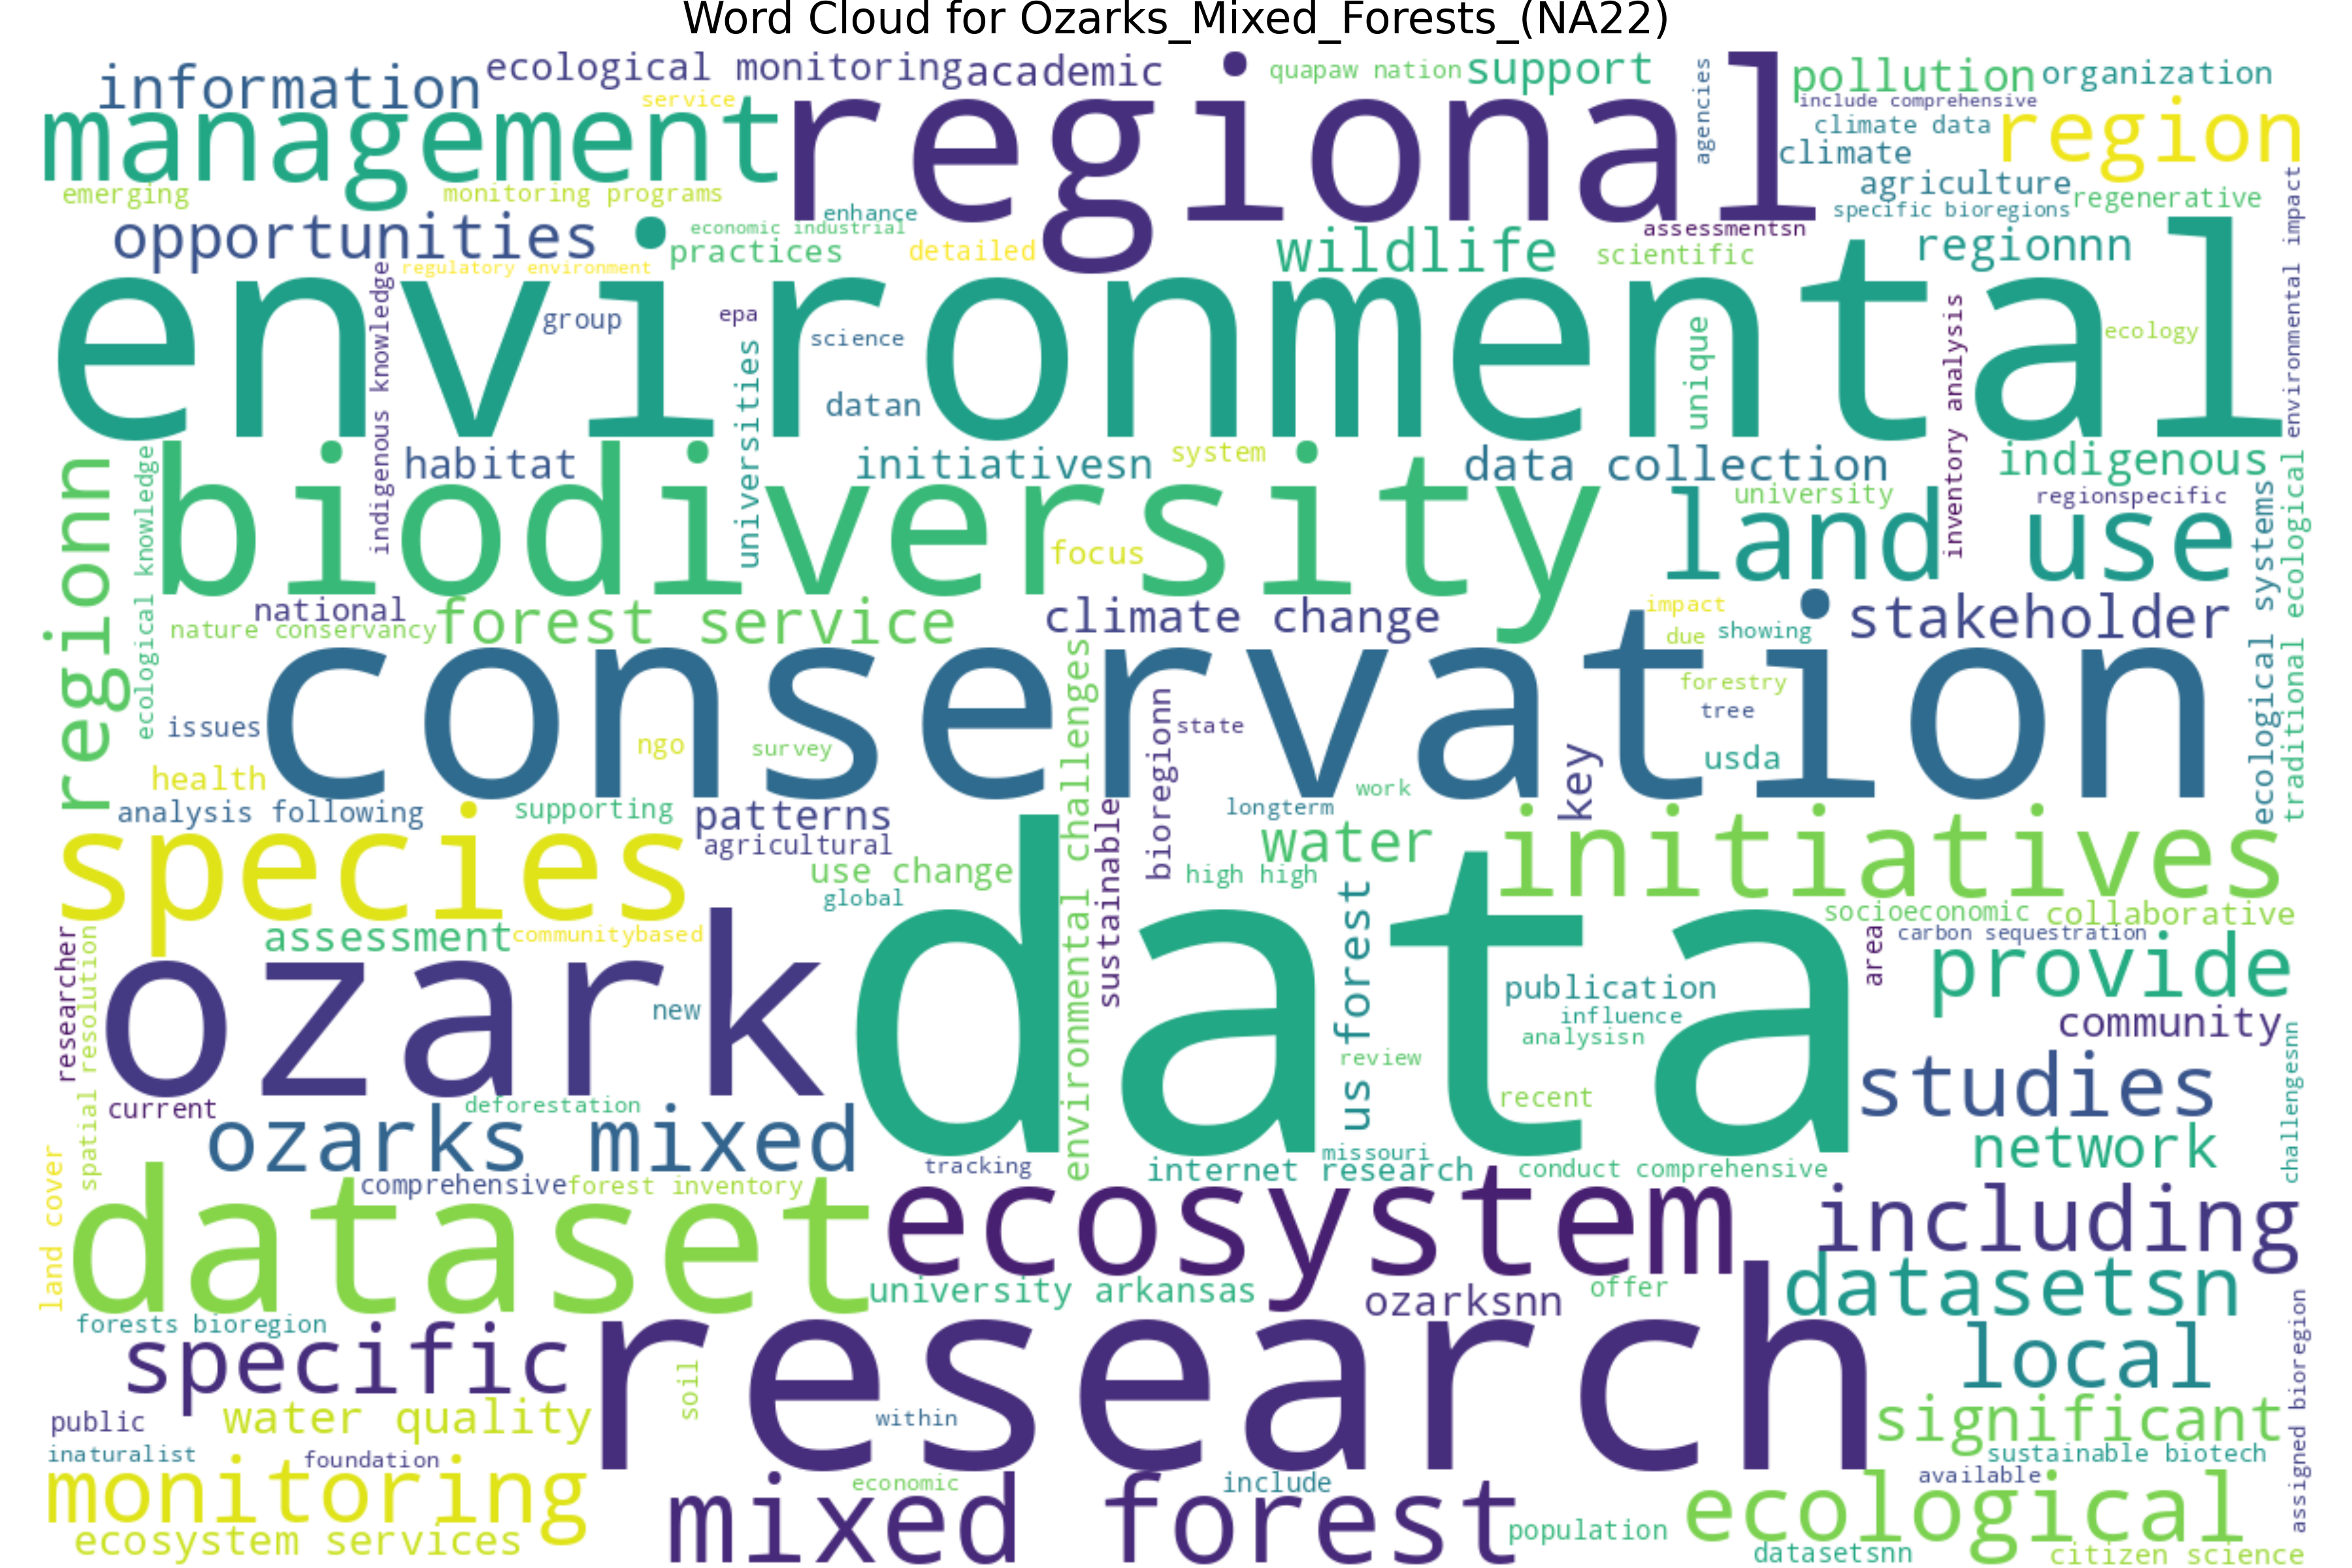 Word Cloud for Ozarks_Mixed_Forests_(NA22)
information
ecological monitoring
academic
quapaw nation
support
agencies
pollution
organization
service
include comprehensive
management
regional
climate data
region
climate
emerging
monitoring programs
agriculture
regenerative
environmental impact
enhance
specific bioregions
opportunities
economic industrial
practices
detailed
assessmentsn
wildlife
scientific
regionnn
regulatory environment
environmental
indigenous knowledge
group
epa
science
universities
unique
inventory analysis
ecology
datan
regionn
ecological knowledge
biodiversity
habitat
initiativesn
system
data collection
indigenous
university
regionspecific
land use
focus
ecological systems
traditional ecological
national
nature conservancy
forest service
climate change
impact
due
showing
stakeholder
conservation
environmental challenges
forestry
tree
issues
bioregionn
state
ngo
survey
key
usda
health
work
analysis following
supporting
patterns
sustainable
longterm
initiatives
species
agricultural
water
use change
high high
global
data
us forest
socioeconomic
collaborative
assessment
communitybased
researcher
spatial resolution
area
carbon sequestration
ozark
provide
new
publication
influence
community
analysisn
review
studies
challengesnn
current
deforestation
recent
ozarks mixed
network
land cover
missouri
tracking
internet research
conduct comprehensive
comprehensive
forest inventory
dataset
ecosystem
including
university arkansas
ozarksnn
offer
datasetsn
forests bioregion
specific
research
local
soil
assigned bioregion
public
water quality
within
significant
inaturalist
foundation
sustainable biotech
monitoring
economic
include
available
mixed forest
ecological
ecosystem services
population
datasetsnn
citizen science